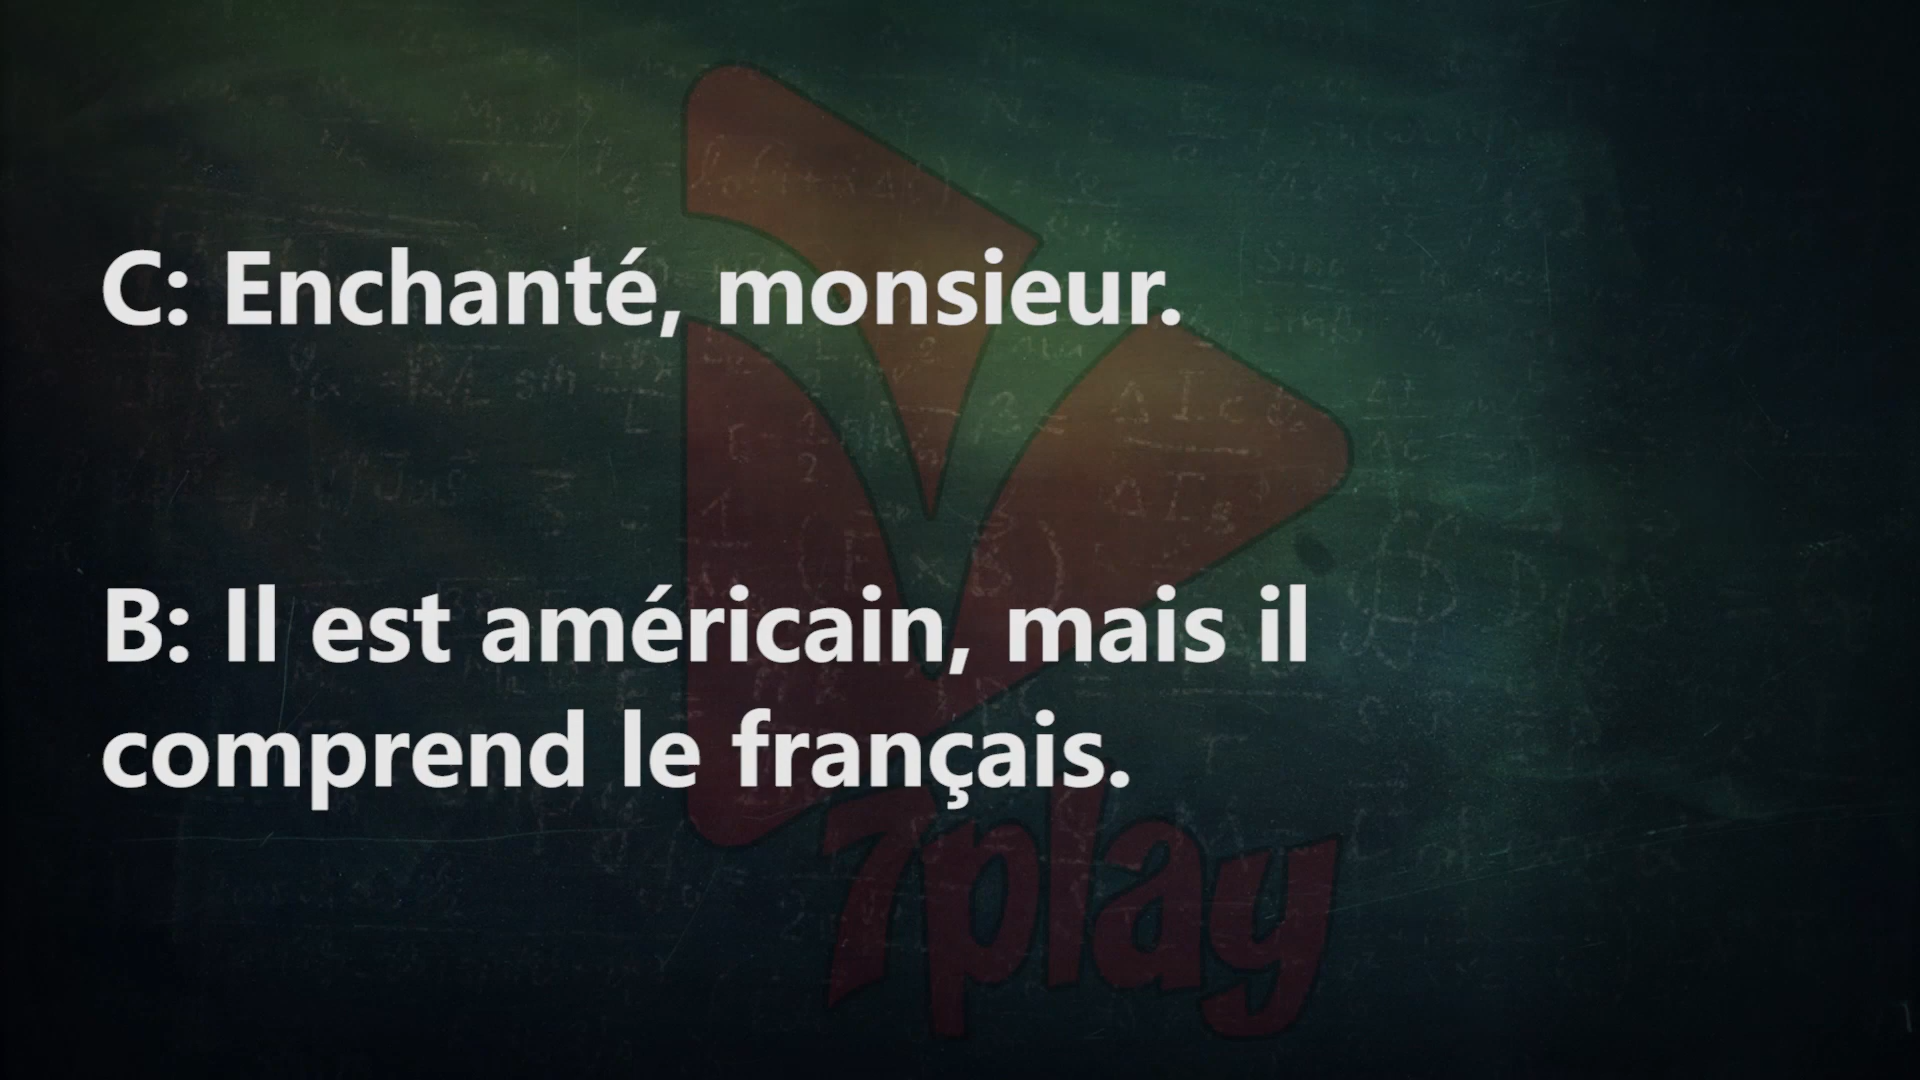 C: Enchanté, monsieur.
B: Il est américain, mais il
comprend le français.
7play